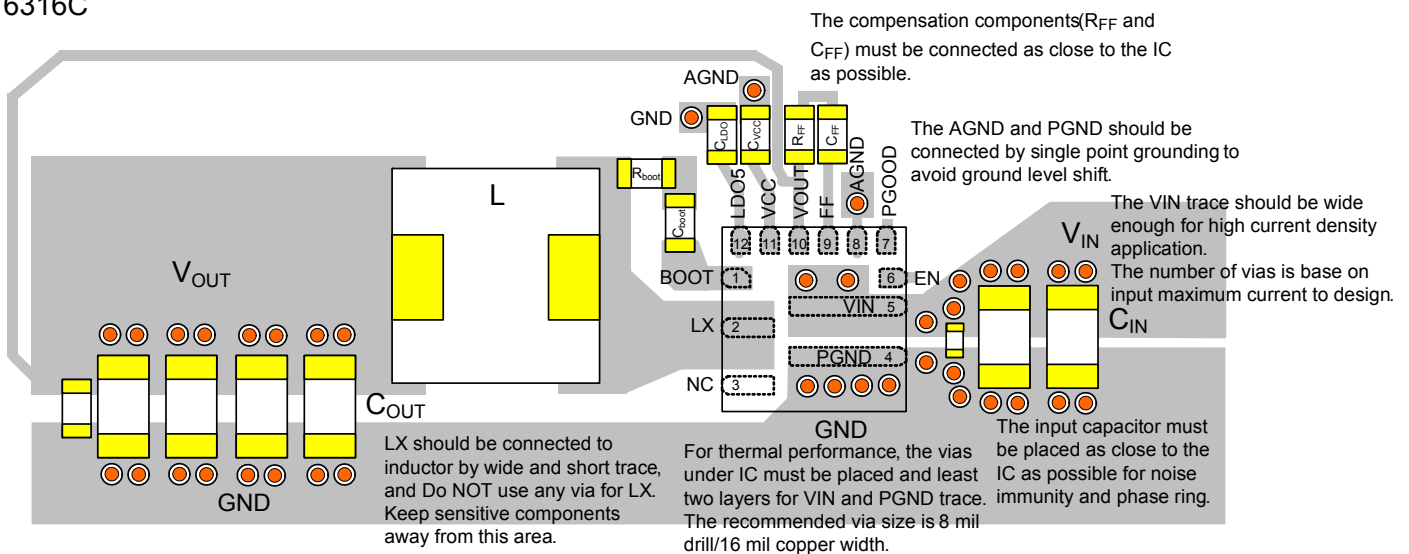 6316C
The compensation components(RFF and
CFF) must be connected as close to the IC
as possible.
AGND
GND
CLDO
CVCC
RFF
CFF
The AGND and PGND should be
connected by single point grounding to
avoid ground level shift.
Rboot
Cboot
LDO5
VCC
VOUT
FF
AGND
PGOOD
The VIN trace should be wide
enough for high current density
application.
The number of vias is base on
input maximum current to design.
L
12
11
10
9
8
7
VIN
VOUT
BOOT
1
6
EN
VIN
5
CIN
LX
2
PGND
4
NC
3
COUT
GND
GND
LX should be connected to
inductor by wide and short trace,
and Do NOT use any via for LX.
Keep sensitive components
away from this area.
For thermal performance, the vias
under IC must be placed and least
two layers for VIN and PGND trace.
The recommended via size is 8 mil
drill/16 mil copper width.
The input capacitor must
be placed as close to the
IC as possible for noise
immunity and phase ring.